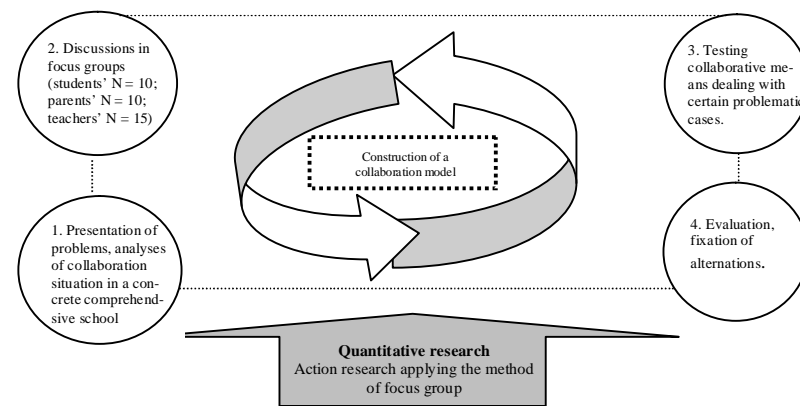 2. Discussions in
focus groups
(students’ N = 10;
parents’ N = 10;
teachers’ N = 15)
3. Testing
collaborative me-
ans dealing with
certain problematic
cases.
Construction of a
collaboration model
1. Presentation of
problems, analyses
of collaboration
situation in a con-
crete comprehend-
sive school
4. Evaluation,
fixation of
alternations.
Quantitative research
Action research applying the method
of focus group